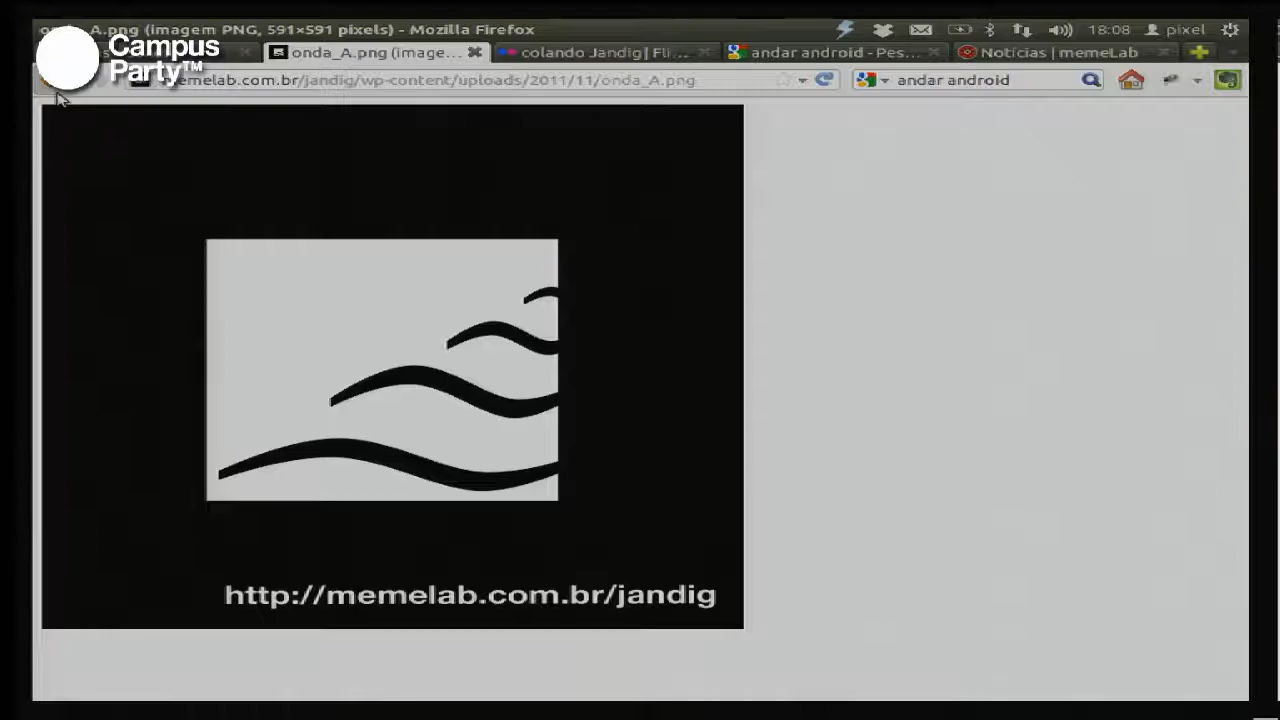 A.png (imagem PNG, 591×591 pixels) - Mozilla Firefox
18:08 pixel
Campus
Party™
onda_A.png (image...
colando Jandig| Fli...
andar android - Pes...
Notícias | memeLab
memelab.com.br/jandig/wp-content/uploads/2011/11/onda_A.png
andar android
http://memelab.com.br/jandig